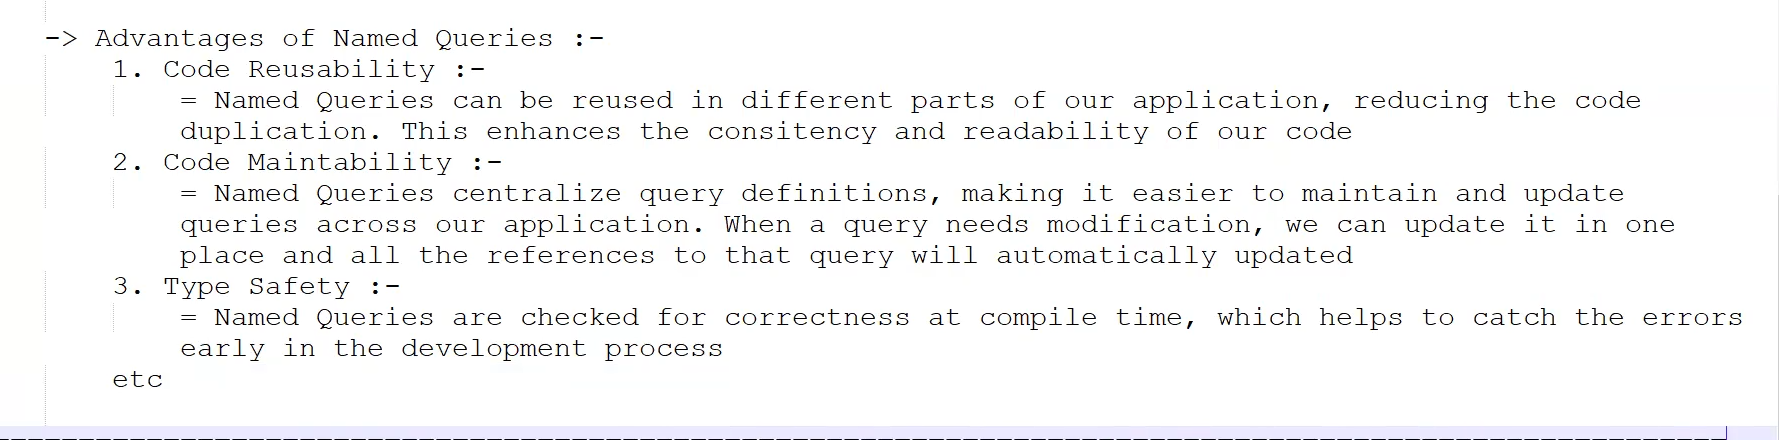 -> Advantages of Named Queries :-
1. Code Reusability :-
= Named Queries can be reused in different parts of our application, reducing the code
duplication. This enhances the consitency and readability of our code
2. Code Maintability :-
= Named Queries centralize query definitions, making it easier to maintain and update
queries across our application. When a query needs modification, we can update it in one
place and all the references to that query will automatically updated
3. Type Safety :-
= Named Queries are checked for correctness at compile time, which helps to catch the errors
early in the development process
etc